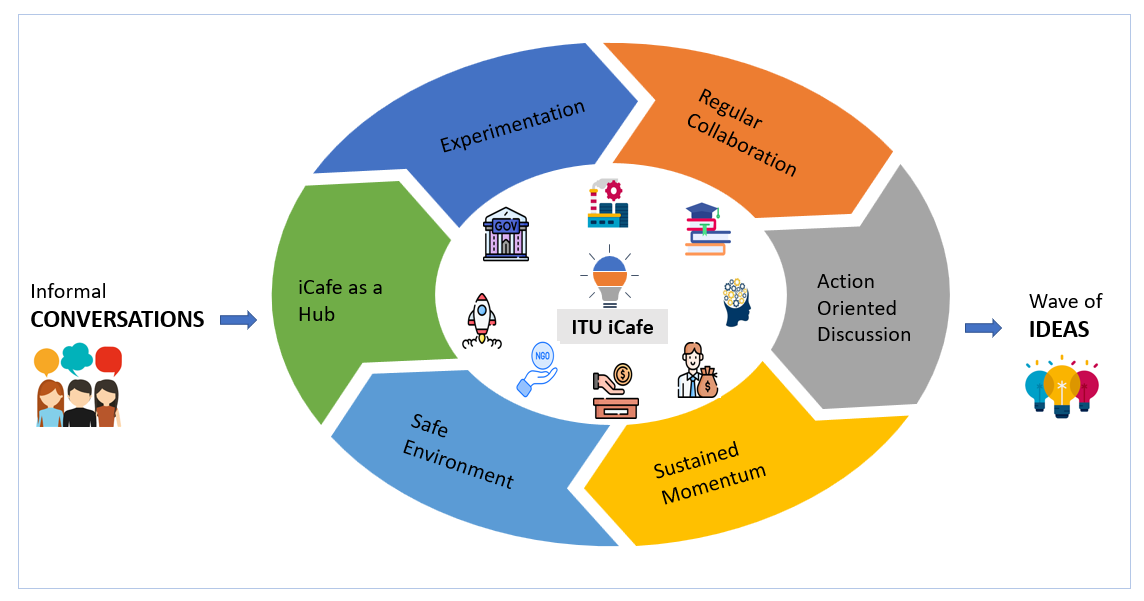 Experimentation
Regular
Collaboration
GOV
iCafe as a
Hub
Informal
CONVERSATIONS
ITU iCafe
Action
Oriented
Discussion
Wave of
IDEAS
NGO
$
$
Safe
Environment
Sustained
Momentum